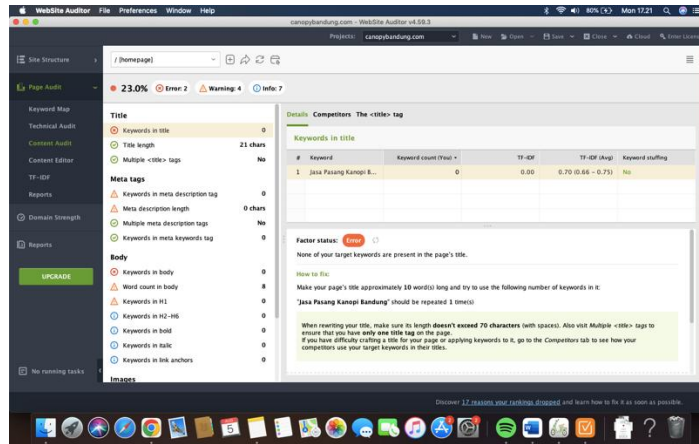 WebSite Auditor File Preferences Window Help
80% Mon 17.21
canopybandung.com - WebSite Auditor v4.59.3
Projects: canopybandung.com New Open Save Close Cloud Enter License
Site Structure
Page Audit
Keyword Map
Technical Audit
Content Audit
Content Editor
TF-IDF
Reports
Domain Strength
Reports
UPGRADE
No running tasks
/ [homepage]
23.0% Error: 2 Warning: 4 Info: 7
Title
Keywords in title 0
Title length 21 chars
Multiple <title> tags No
Meta tags
Keywords in meta description tag 0
Meta description length 0 chars
Multiple meta description tags No
Keywords in meta keywords tag 0
Body
Keywords in body 0
Word count in body 8
Keywords in H1 0
Keywords in H2-H6 0
Keywords in bold 0
Keywords in italic 0
Keywords in link anchors 0
Images
Details Competitors The <title> tag
Keywords in title
# Keyword Keyword count (You) TF-IDF TF-IDF (Avg) Keyword stuffing
1 Jasa Pasang Kanopi B... 0 0.00 0.70 (0.66 - 0.75) No
Factor status: Error
None of your target keywords are present in the page's title.
How to fix:
Make your page's title approximately 10 word(s) long and try to use the following number of keywords in it:
"Jasa Pasang Kanopi Bandung" should be repeated 1 time(s)
When rewriting your title, make sure its length doesn't exceed 70 characters (with spaces). Also visit Multiple <title> tags to
ensure that you have only one title tag on the page.
If you have difficulty crafting a title for your page or applying keywords to it, go to the Competitors tab to see how your
competitors use your target keywords in their titles.
Discover 17 reasons your rankings dropped and learn how to fix it as soon as possible.
5